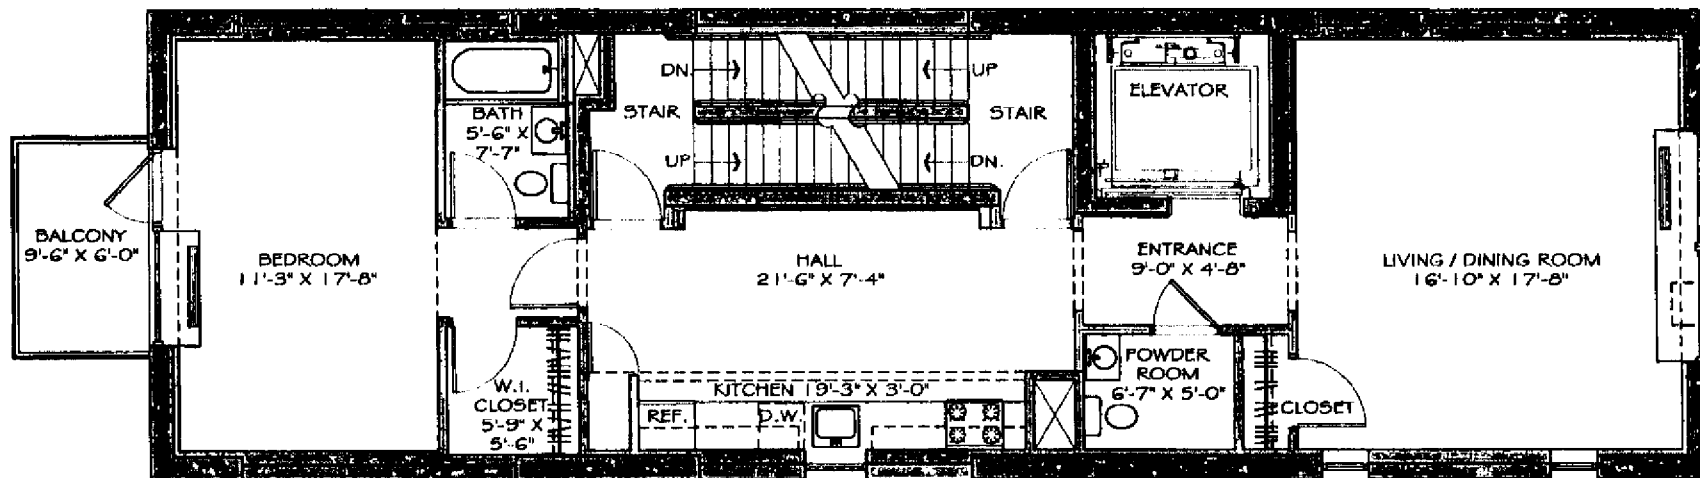 BALCONY
9'-6" X 6'-0"
BEDROOM
11'-3" X 17'-8"
BATH
5'-6" X
7'-7"
W.I.
CLOSET
5'-9" X
5'-6"
STAIR
DN.
UP
UP
DN.
STAIR
HALL
21'-6" X 7'-4"
KITCHEN 19'-3" X 3'-0"
REF.
D.W.
ELEVATOR
ENTRANCE
9'-0" X 4'-8"
POWDER
ROOM
6'-7" X 5'-0"
CLOSET
LIVING / DINING ROOM
16'-10" X 17'-8"